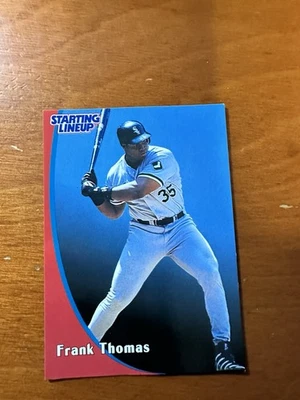 STARTING
LINEUP
35
Frank Thomas